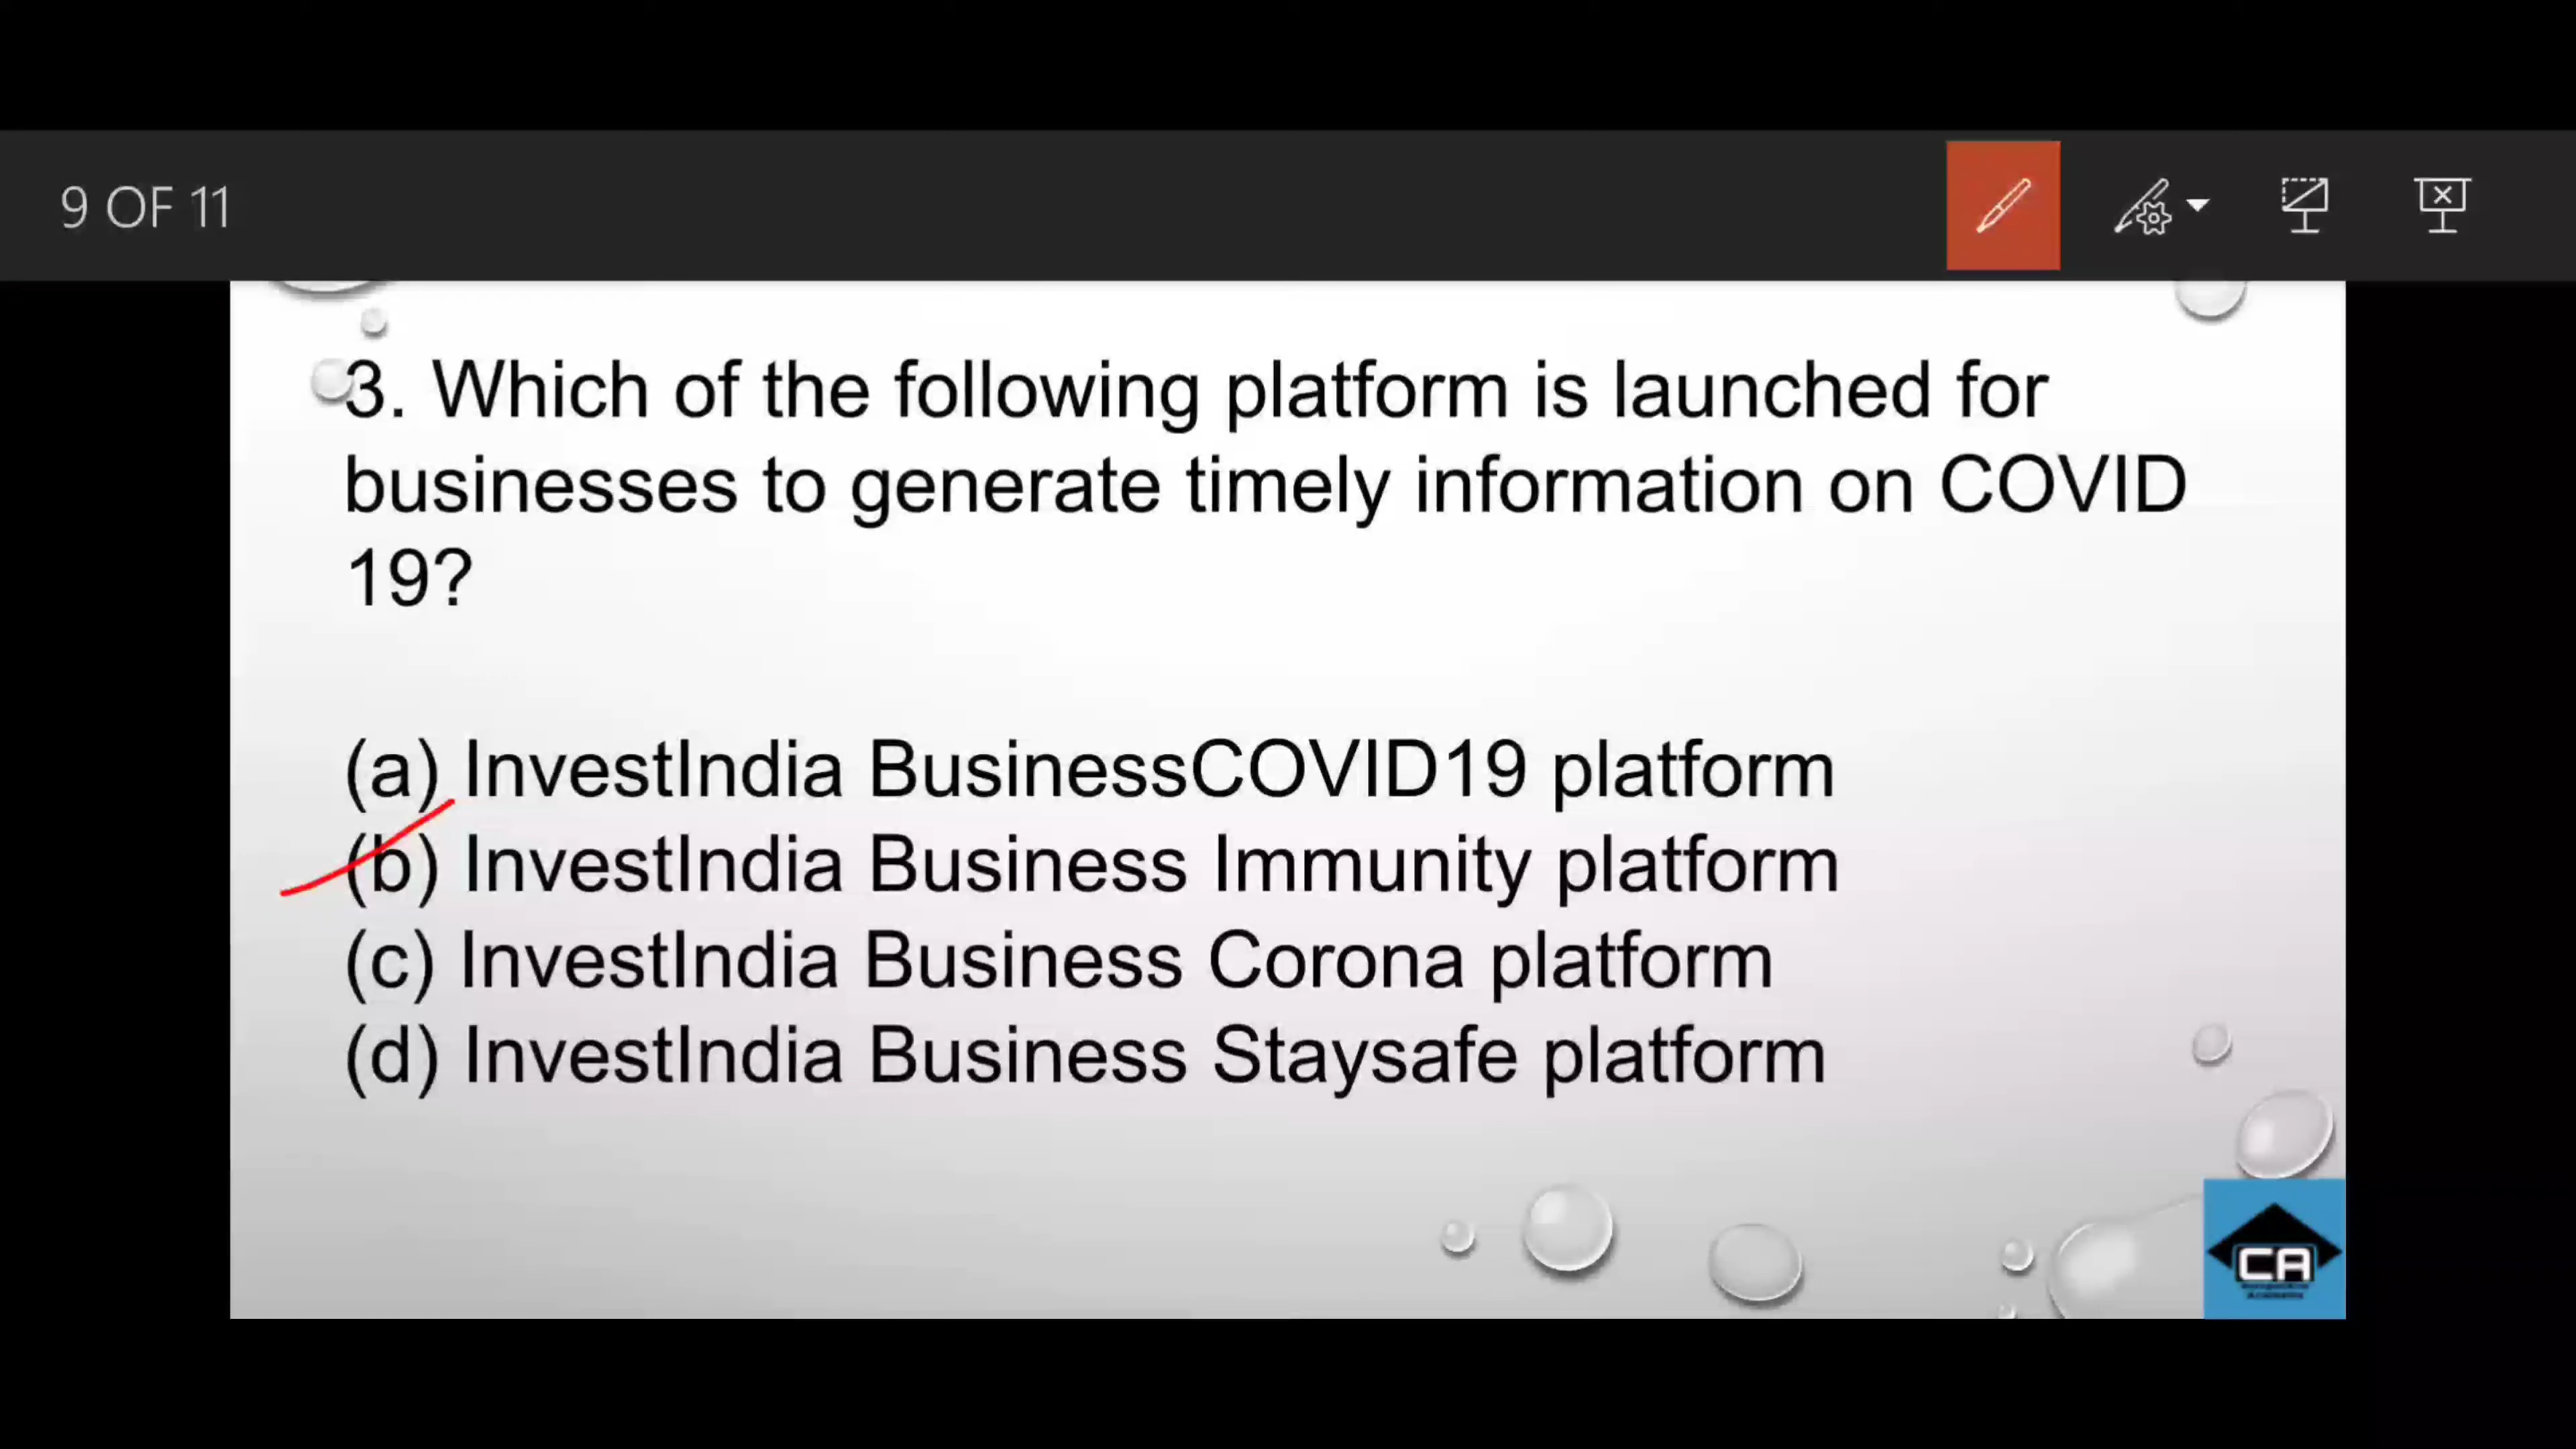 9 OF 11
3. Which of the following platform is launched for
businesses to generate timely information on COVID
19?
(a) InvestIndia BusinessCOVID19 platform
(b) InvestIndia Business Immunity platform
(c) InvestIndia Business Corona platform
(d) InvestIndia Business Staysafe platform
CA